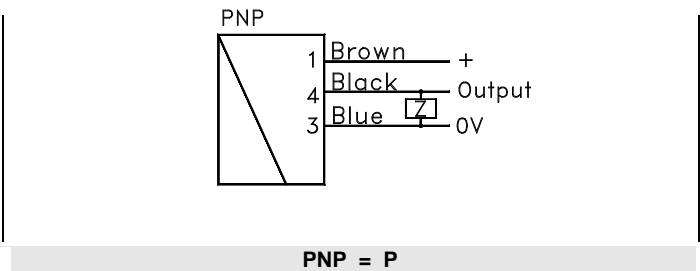 PNP
1 Brown +
4 Black Output
Z
3 Blue 0V
PNP = P